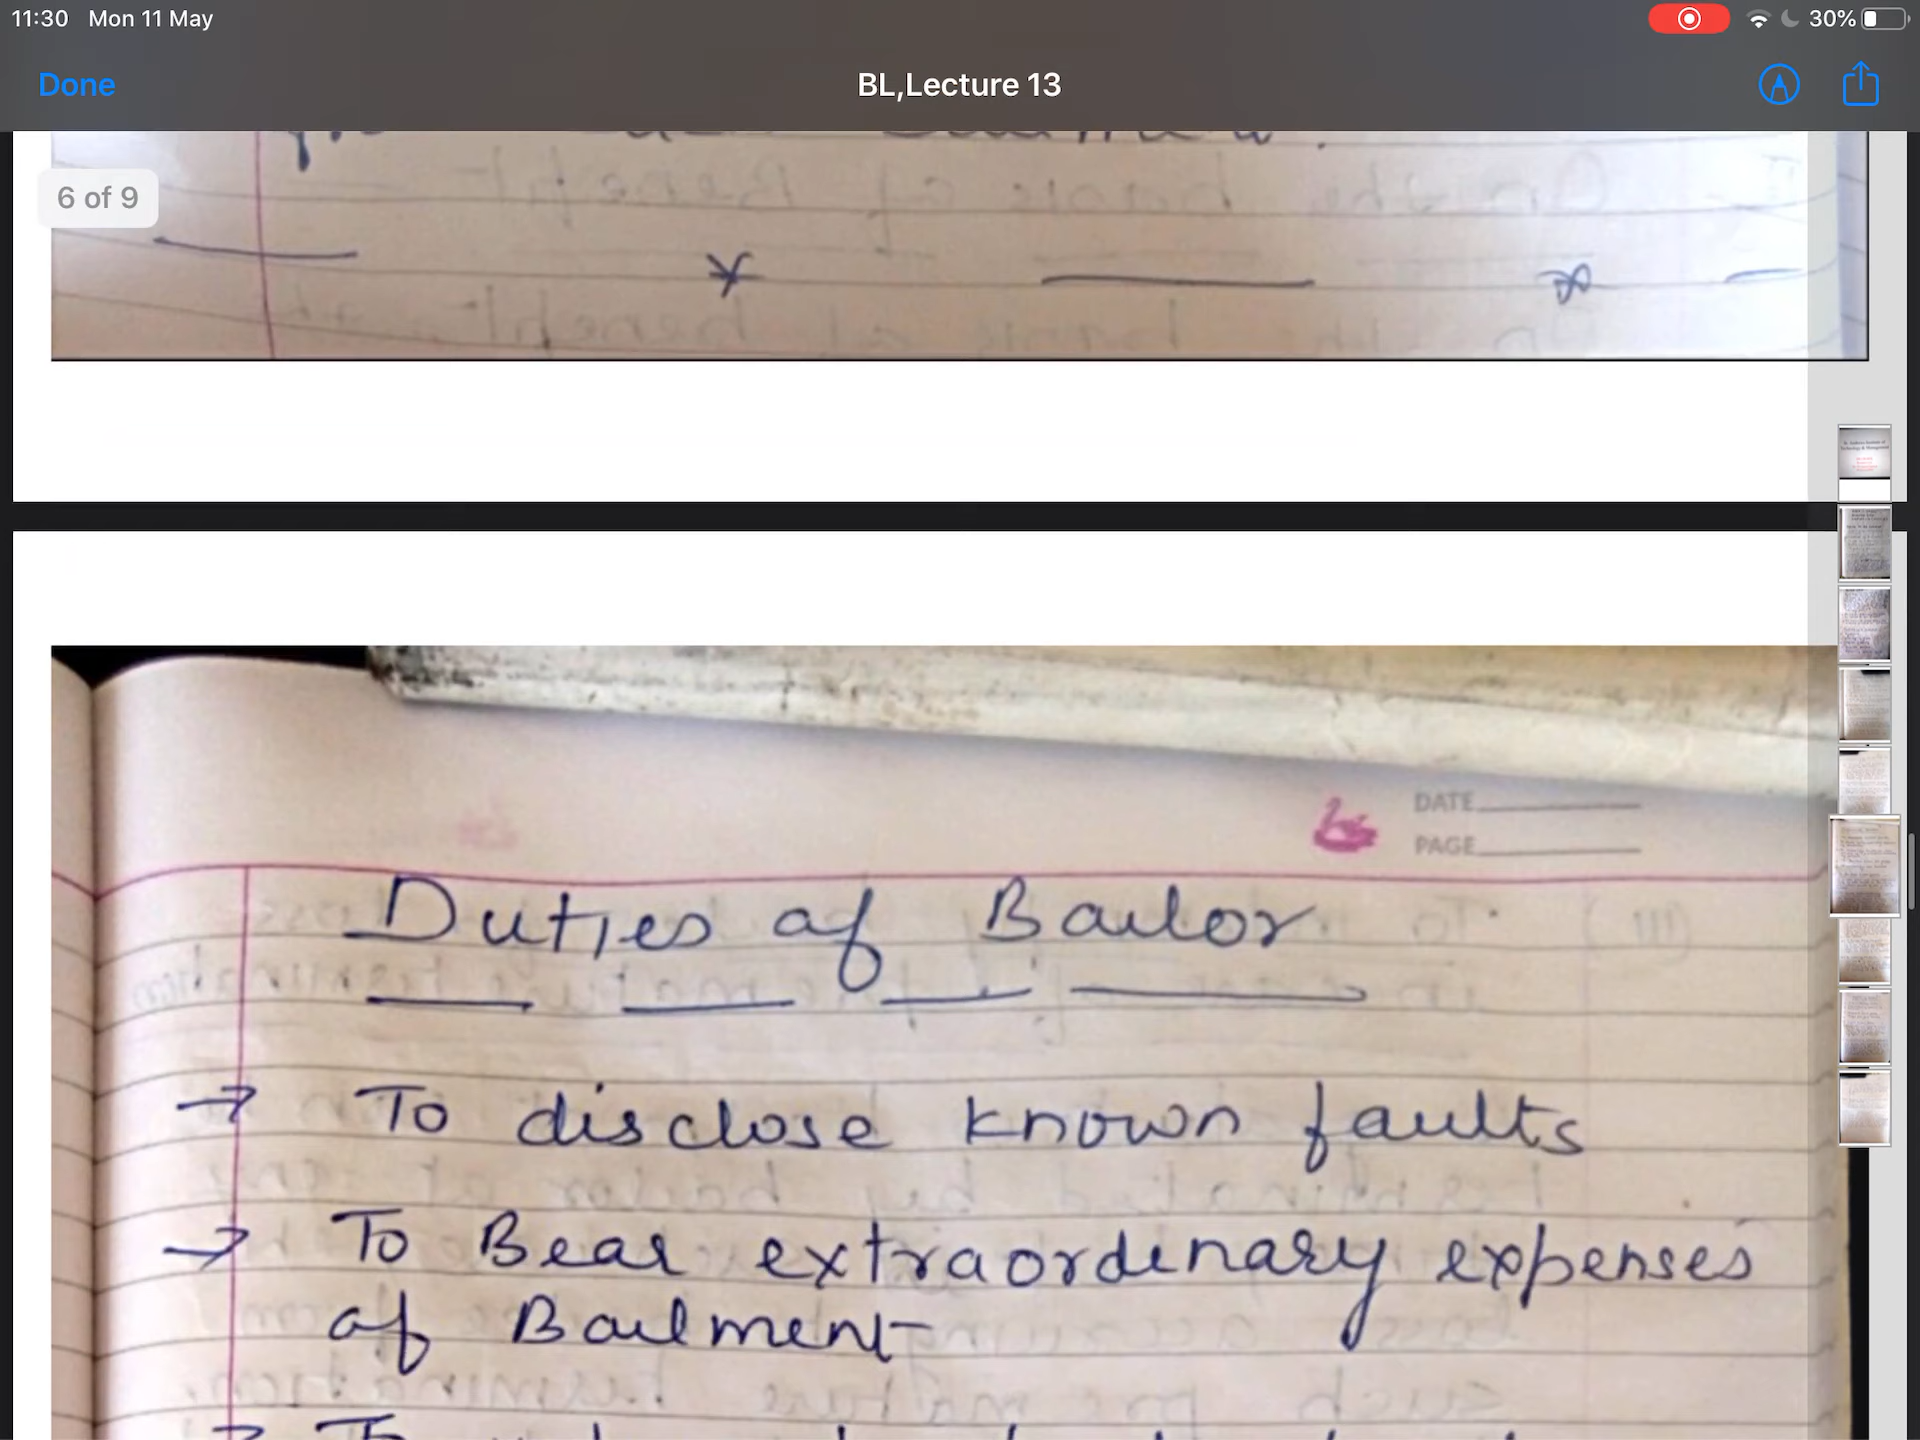 11:30 Mon 11 May
30%
Done
BL,Lecture 13
6 of 9
DATE
PAGE
Duties of Bailor
→ To disclose known faults
→ To Bear extraordinary expenses
of Bailment